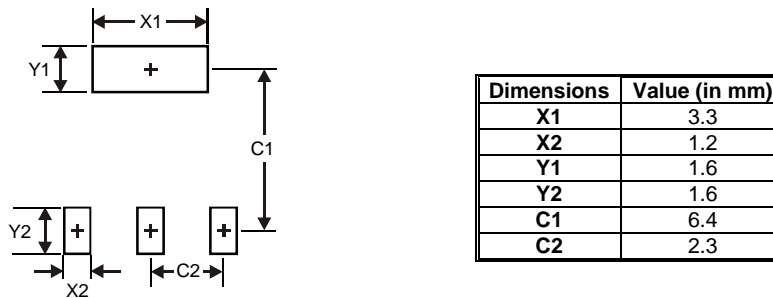 X1
Y1
C1
Y2
C2
X2
Dimensions Value (in mm)
X1 3.3
X2 1.2
Y1 1.6
Y2 1.6
C1 6.4
C2 2.3